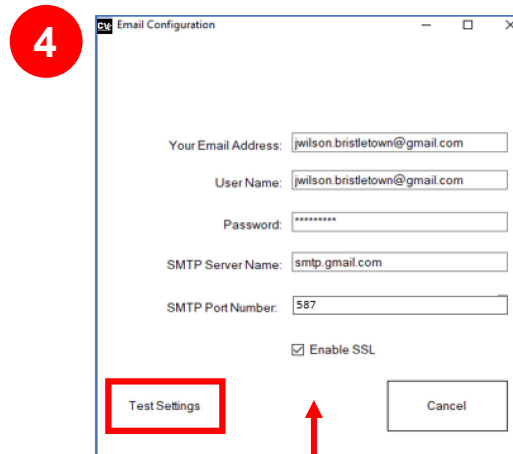 4
CV Email Configuration
Your Email Address: jwilson.bristletown@gmail.com
User Name: jwilson.bristletown@gmail.com
Password: *********
SMTP Server Name: smtp.gmail.com
SMTP Port Number: 587
Enable SSL
Test Settings Cancel